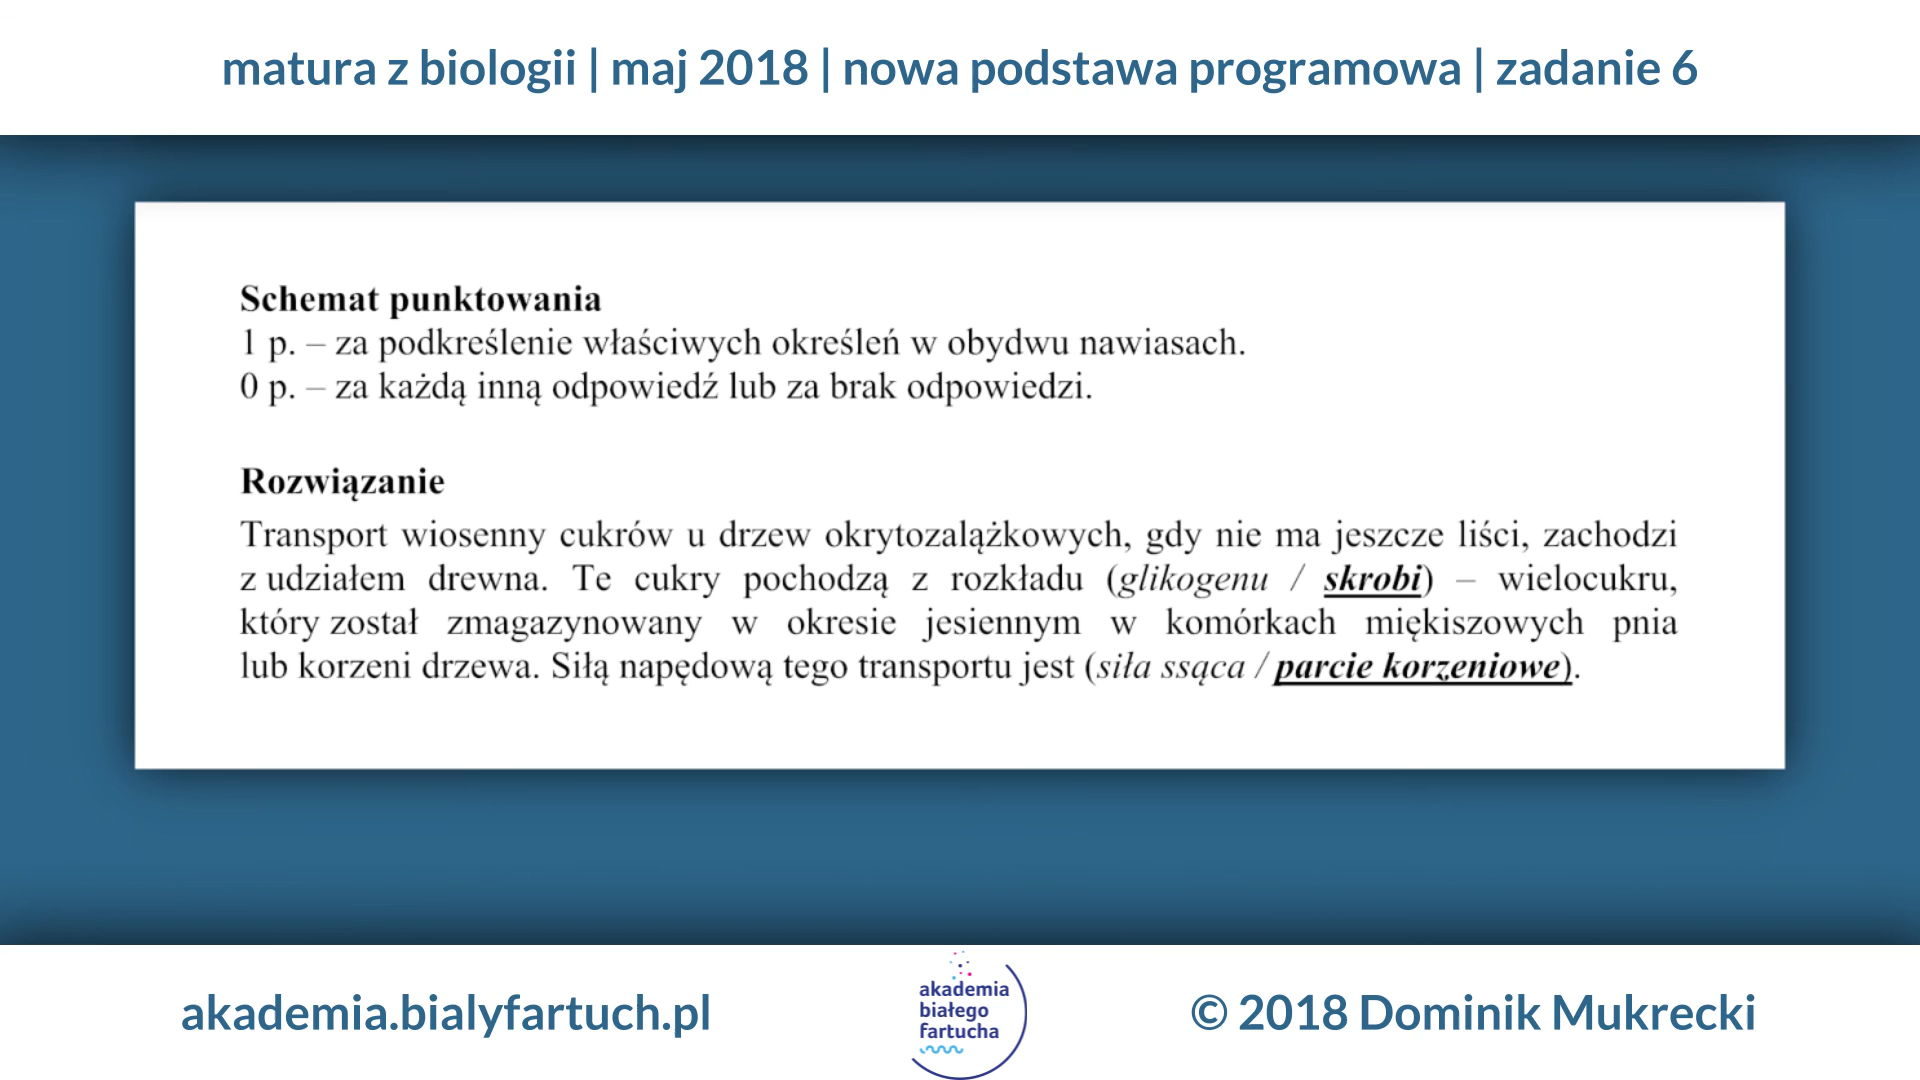 matura z biologii | maj 2018 | nowa podstawa programowa | zadanie 6
Schemat punktowania
1 p. – za podkreślenie właściwych określeń w obydwu nawiasach.
0 p. – za każdą inną odpowiedź lub za brak odpowiedzi.
Rozwiązanie
Transport wiosenny cukrów u drzew okrytozalążkowych, gdy nie ma jeszcze liści, zachodzi
z udziałem drewna. Te cukry pochodzą z rozkładu (glikogenu / skrobi) – wielocukru,
który został zmagazynowany w okresie jesiennym w komórkach miękiszowych pnia
lub korzeni drzewa. Siłą napędową tego transportu jest (siła ssąca / parcie korzeniowe).
akademia.bialyfartuch.pl
akademia
białego
fartucha
© 2018 Dominik Mukrecki